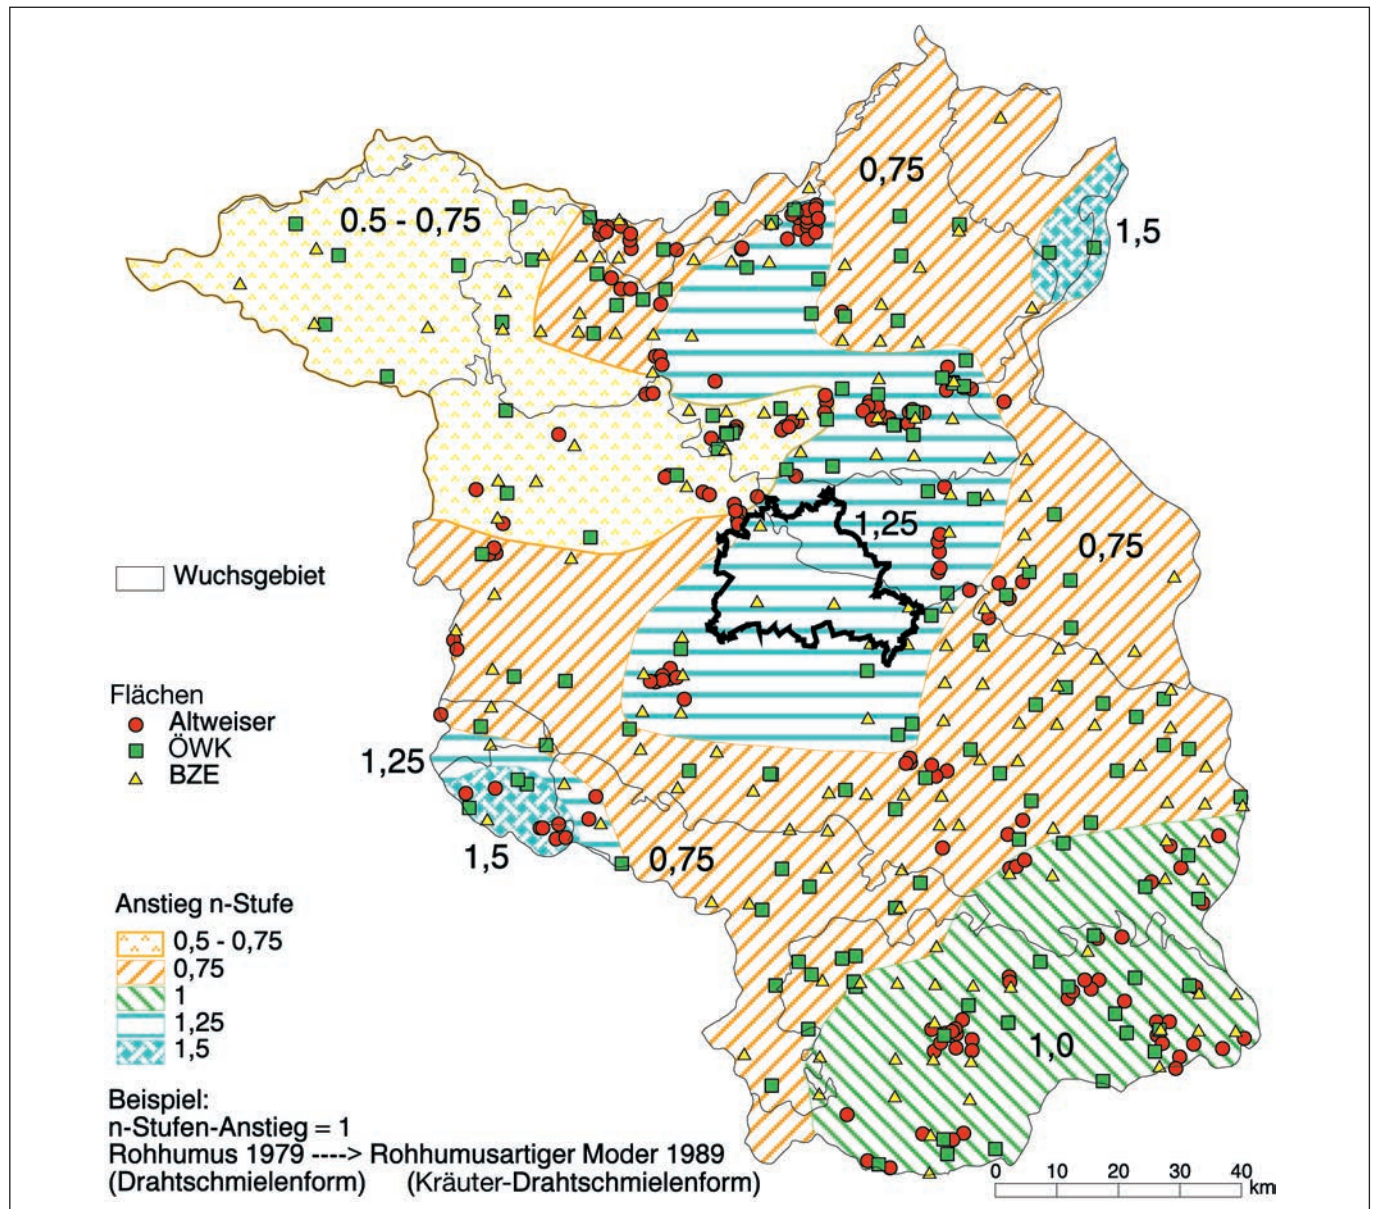 0,75
0.5 - 0,75
1,5
1,25
0,75
Wuchsgebiet
Flächen
Altweiser
ÖWK
BZE
1,25
1,5
0,75
Anstieg n-Stufe
0,5 - 0,75
0,75
1
1,25
1,5
1,0
Beispiel:
n-Stufen-Anstieg = 1
Rohhumus 1979 ----> Rohhumusartiger Moder 1989
(Drahtschmielenform) (Kräuter-Drahtschmielenform)
0 10 20 30 40
km